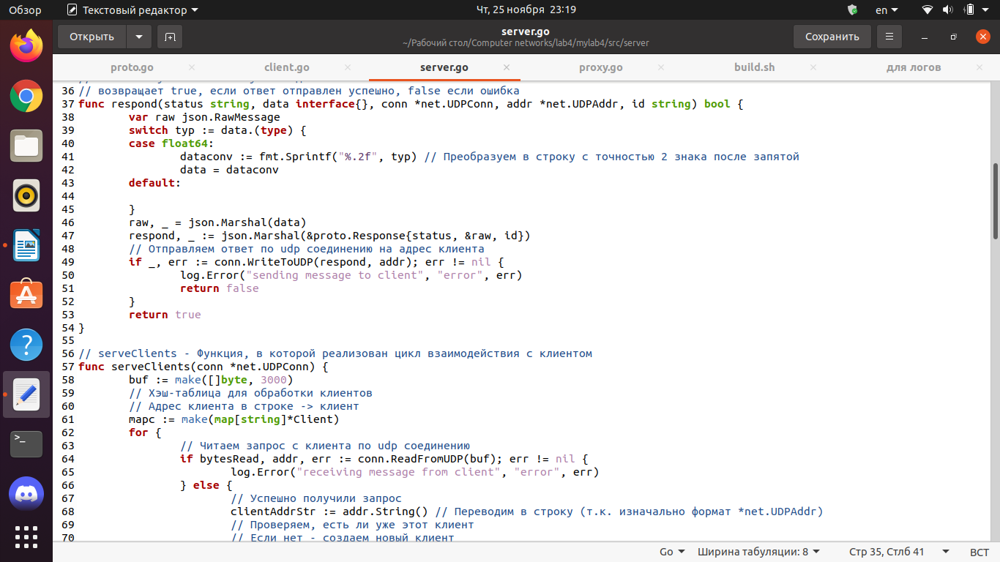 Обзор
Текстовый редактор
Чт, 25 ноября 23:19
en
Открыть
server.go
~/Рабочий стол/Computer networks/lab4/mylab4/src/server
Сохранить
proto.go
client.go
server.go
proxy.go
build.sh
для логов
36 // возвращает true, если ответ отправлен успешно, false если ошибка
37 func respond(status string, data interface{}, conn *net.UDPConn, addr *net.UDPAddr, id string) bool {
38 var raw json.RawMessage
39 switch typ := data.(type) {
40 case float64:
41 dataconv := fmt.Sprintf("%.2f", typ) // Преобразуем в строку с точностью 2 знака после запятой
42 data = dataconv
43 default:
44
45 }
46 raw, _ = json.Marshal(data)
47 respond, _ := json.Marshal(&proto.Response{status, &raw, id})
48 // Отправляем ответ по udp соединению на адрес клиента
49 if _, err := conn.WriteToUDP(respond, addr); err != nil {
50 log.Error("sending message to client", "error", err)
51 return false
52 }
53 return true
54 }
55
56 // serveClients - Функция, в которой реализован цикл взаимодействия с клиентом
57 func serveClients(conn *net.UDPConn) {
58 buf := make([]byte, 3000)
59 // Хэш-таблица для обработки клиентов
60 // Адрес клиента в строке -> клиент
61 mapc := make(map[string]*Client)
62 for {
63 // Читаем запрос с клиента по udp соединению
64 if bytesRead, addr, err := conn.ReadFromUDP(buf); err != nil {
65 log.Error("receiving message from client", "error", err)
66 } else {
67 // Успешно получили запрос
68 clientAddrStr := addr.String() // Переводим в строку (т.к. изначально формат *net.UDPAddr)
69 // Проверяем, есть ли уже этот клиент
70 // Если нет - создаем новый клиент
Go
Ширина табуляции: 8
Стр 35, Стлб 41
ВСТ